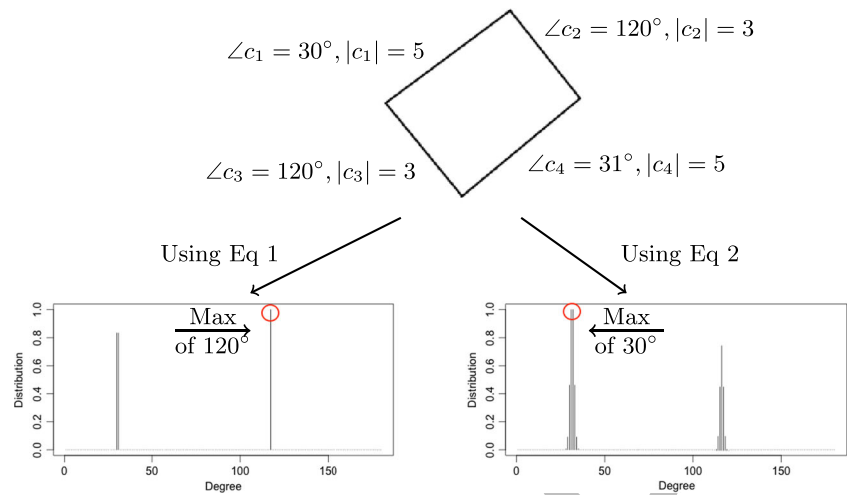 ∠c₂ = 120°, |c₂| = 3
∠c₁ = 30°, |c₁| = 5
∠c₃ = 120°, |c₃| = 3
∠c₄ = 31°, |c₄| = 5
Using Eq 1
Using Eq 2
Max
of 120°
Distribution
0.0 0.2 0.4 0.6 0.8 1.0
0 50 100 150
Degree
Max
of 30°
Distribution
0.0 0.2 0.4 0.6 0.8 1.0
0 50 100 150
Degree